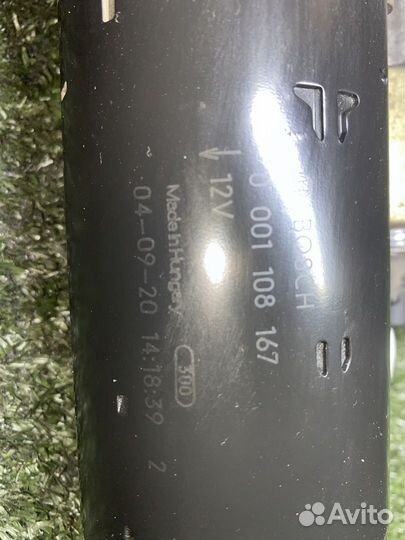 BOSCH
0 001 108 167
↓ 12V
Made in Hungary
300
04-09-20 14:18:39 2
Avito